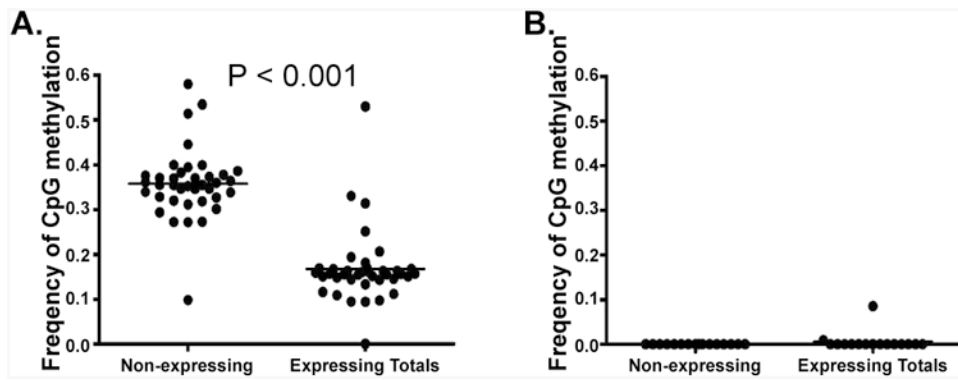 A.
Freqency of CpG methylation
0.6
0.5
0.4
0.3
0.2
0.1
0.0
P < 0.001
Non-expressing Expressing Totals
B.
Freqency of CpG methylation
0.6
0.5
0.4
0.3
0.2
0.1
0.0
Non-expressing Expressing Totals